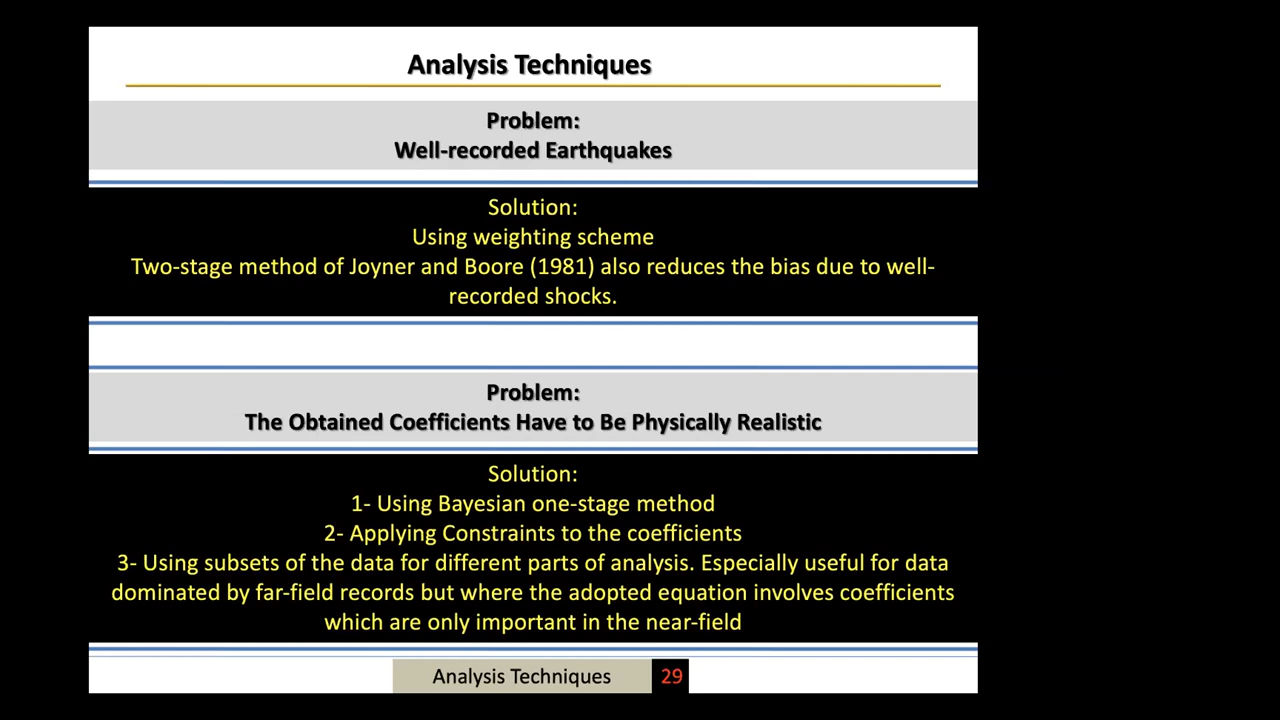 Analysis Techniques
Problem:
Well-recorded Earthquakes
Solution:
Using weighting scheme
Two-stage method of Joyner and Boore (1981) also reduces the bias due to well-
recorded shocks.
Problem:
The Obtained Coefficients Have to Be Physically Realistic
Solution:
1- Using Bayesian one-stage method
2- Applying Constraints to the coefficients
3- Using subsets of the data for different parts of analysis. Especially useful for data
dominated by far-field records but where the adopted equation involves coefficients
which are only important in the near-field
Analysis Techniques 29